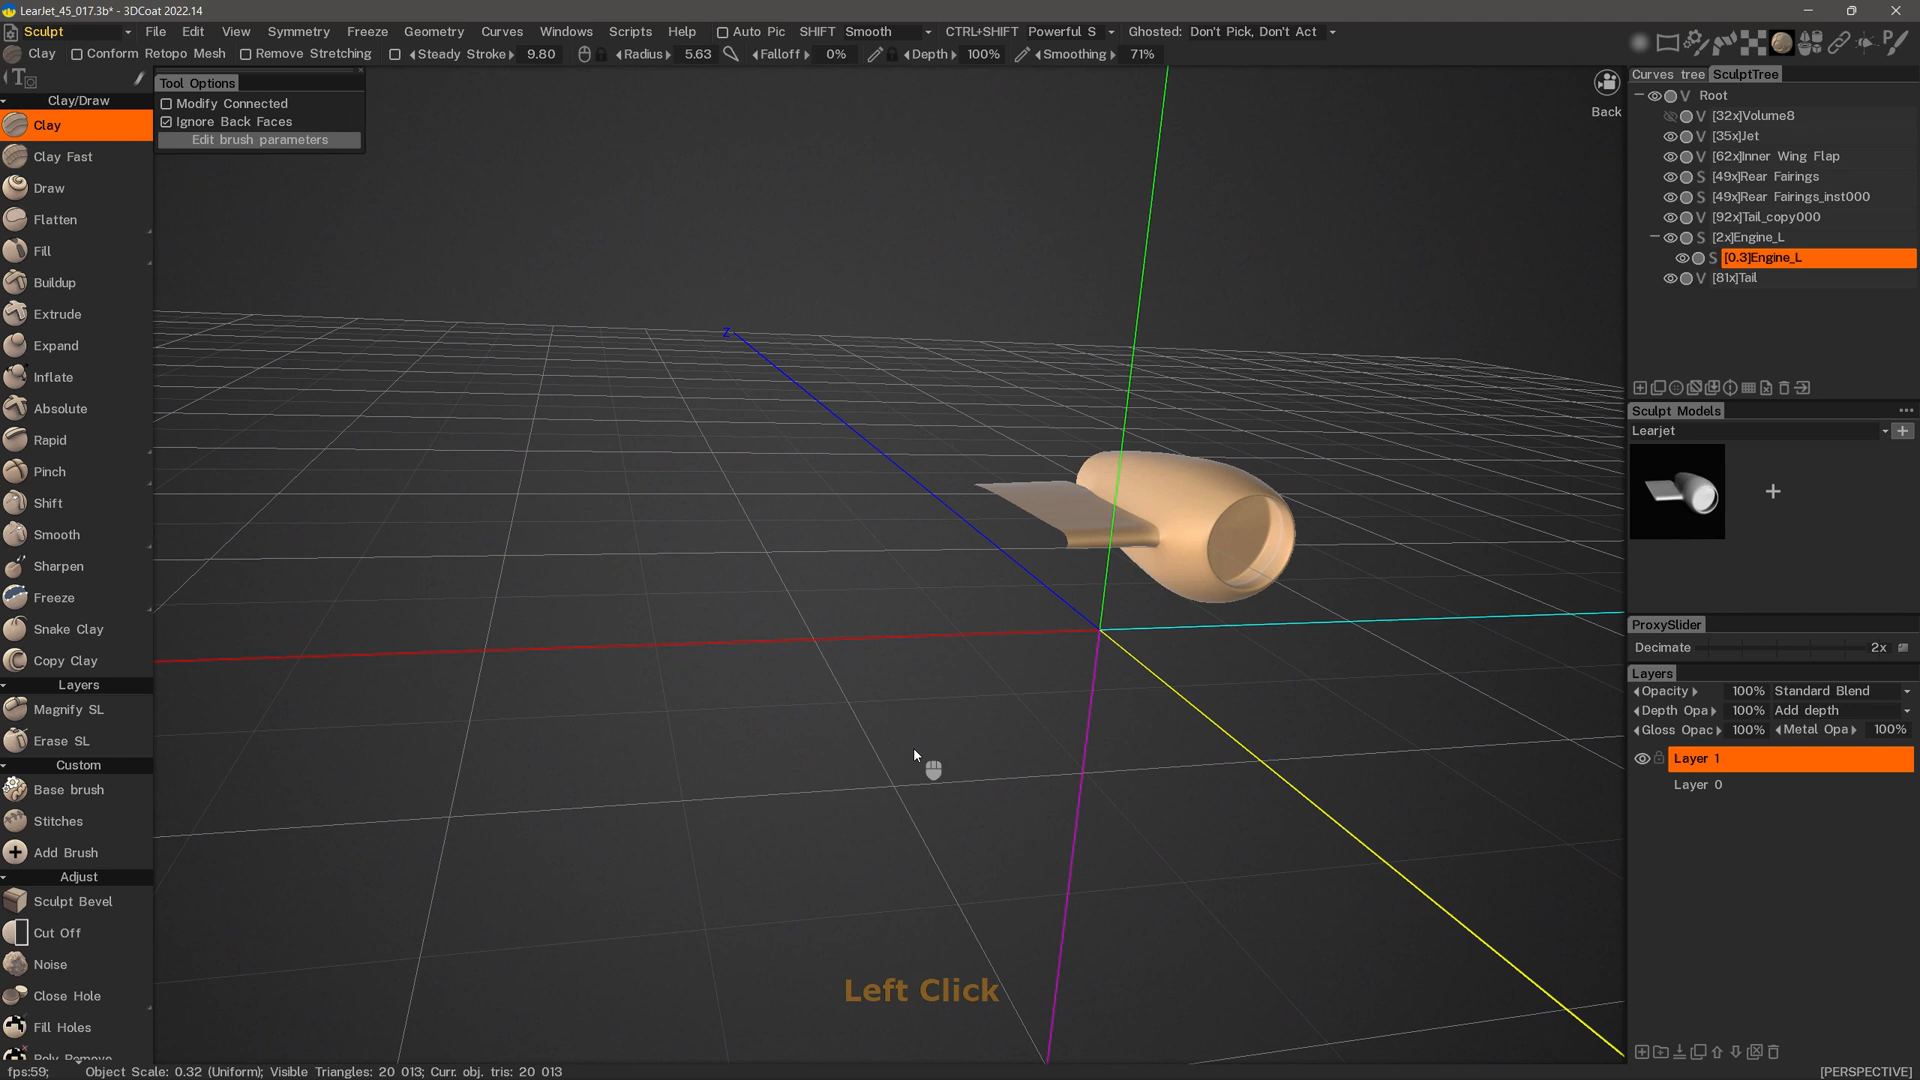 LearJet_45_017.3b* - 3DCoat 2022.14
Sculpt File Edit View Symmetry Freeze Geometry Curves Windows Scripts Help Auto Pic SHIFT Smooth CTRL+SHIFT Powerful S Ghosted: Don't Pick, Don't Act
Clay Conform Retopo Mesh Remove Stretching Steady Stroke 9.80 Radius 5.63 Falloff 0% Depth 100% Smoothing 71%
Tool Options
Modify Connected
Ignore Back Faces
Edit brush parameters
Clay/Draw
Clay
Clay Fast
Draw
Flatten
Fill
Buildup
Extrude
Expand
Inflate
Absolute
Rapid
Pinch
Shift
Smooth
Sharpen
Freeze
Snake Clay
Copy Clay
Layers
Magnify SL
Erase SL
Custom
Base brush
Stitches
Add Brush
Adjust
Sculpt Bevel
Cut Off
Noise
Close Hole
Fill Holes
Poly Remove
Back
Z
Left Click
Curves tree SculptTree
V Root
V [32x]Volume8
V [35x]Jet
V [62x]Inner Wing Flap
S [49x]Rear Fairings
S [49x]Rear Fairings_inst000
V [92x]Tail_copy000
S [2x]Engine_L
S [0.3]Engine_L
V [81x]Tail
Sculpt Models
Learjet
ProxySlider
Decimate 2x
Layers
Opacity 100% Standard Blend
Depth Opa 100% Add depth
Gloss Opac 100% Metal Opa 100%
Layer 1
Layer 0
fps:59; Object Scale: 0.32 (Uniform); Visible Triangles: 20 013; Curr. obj. tris: 20 013 [PERSPECTIVE]